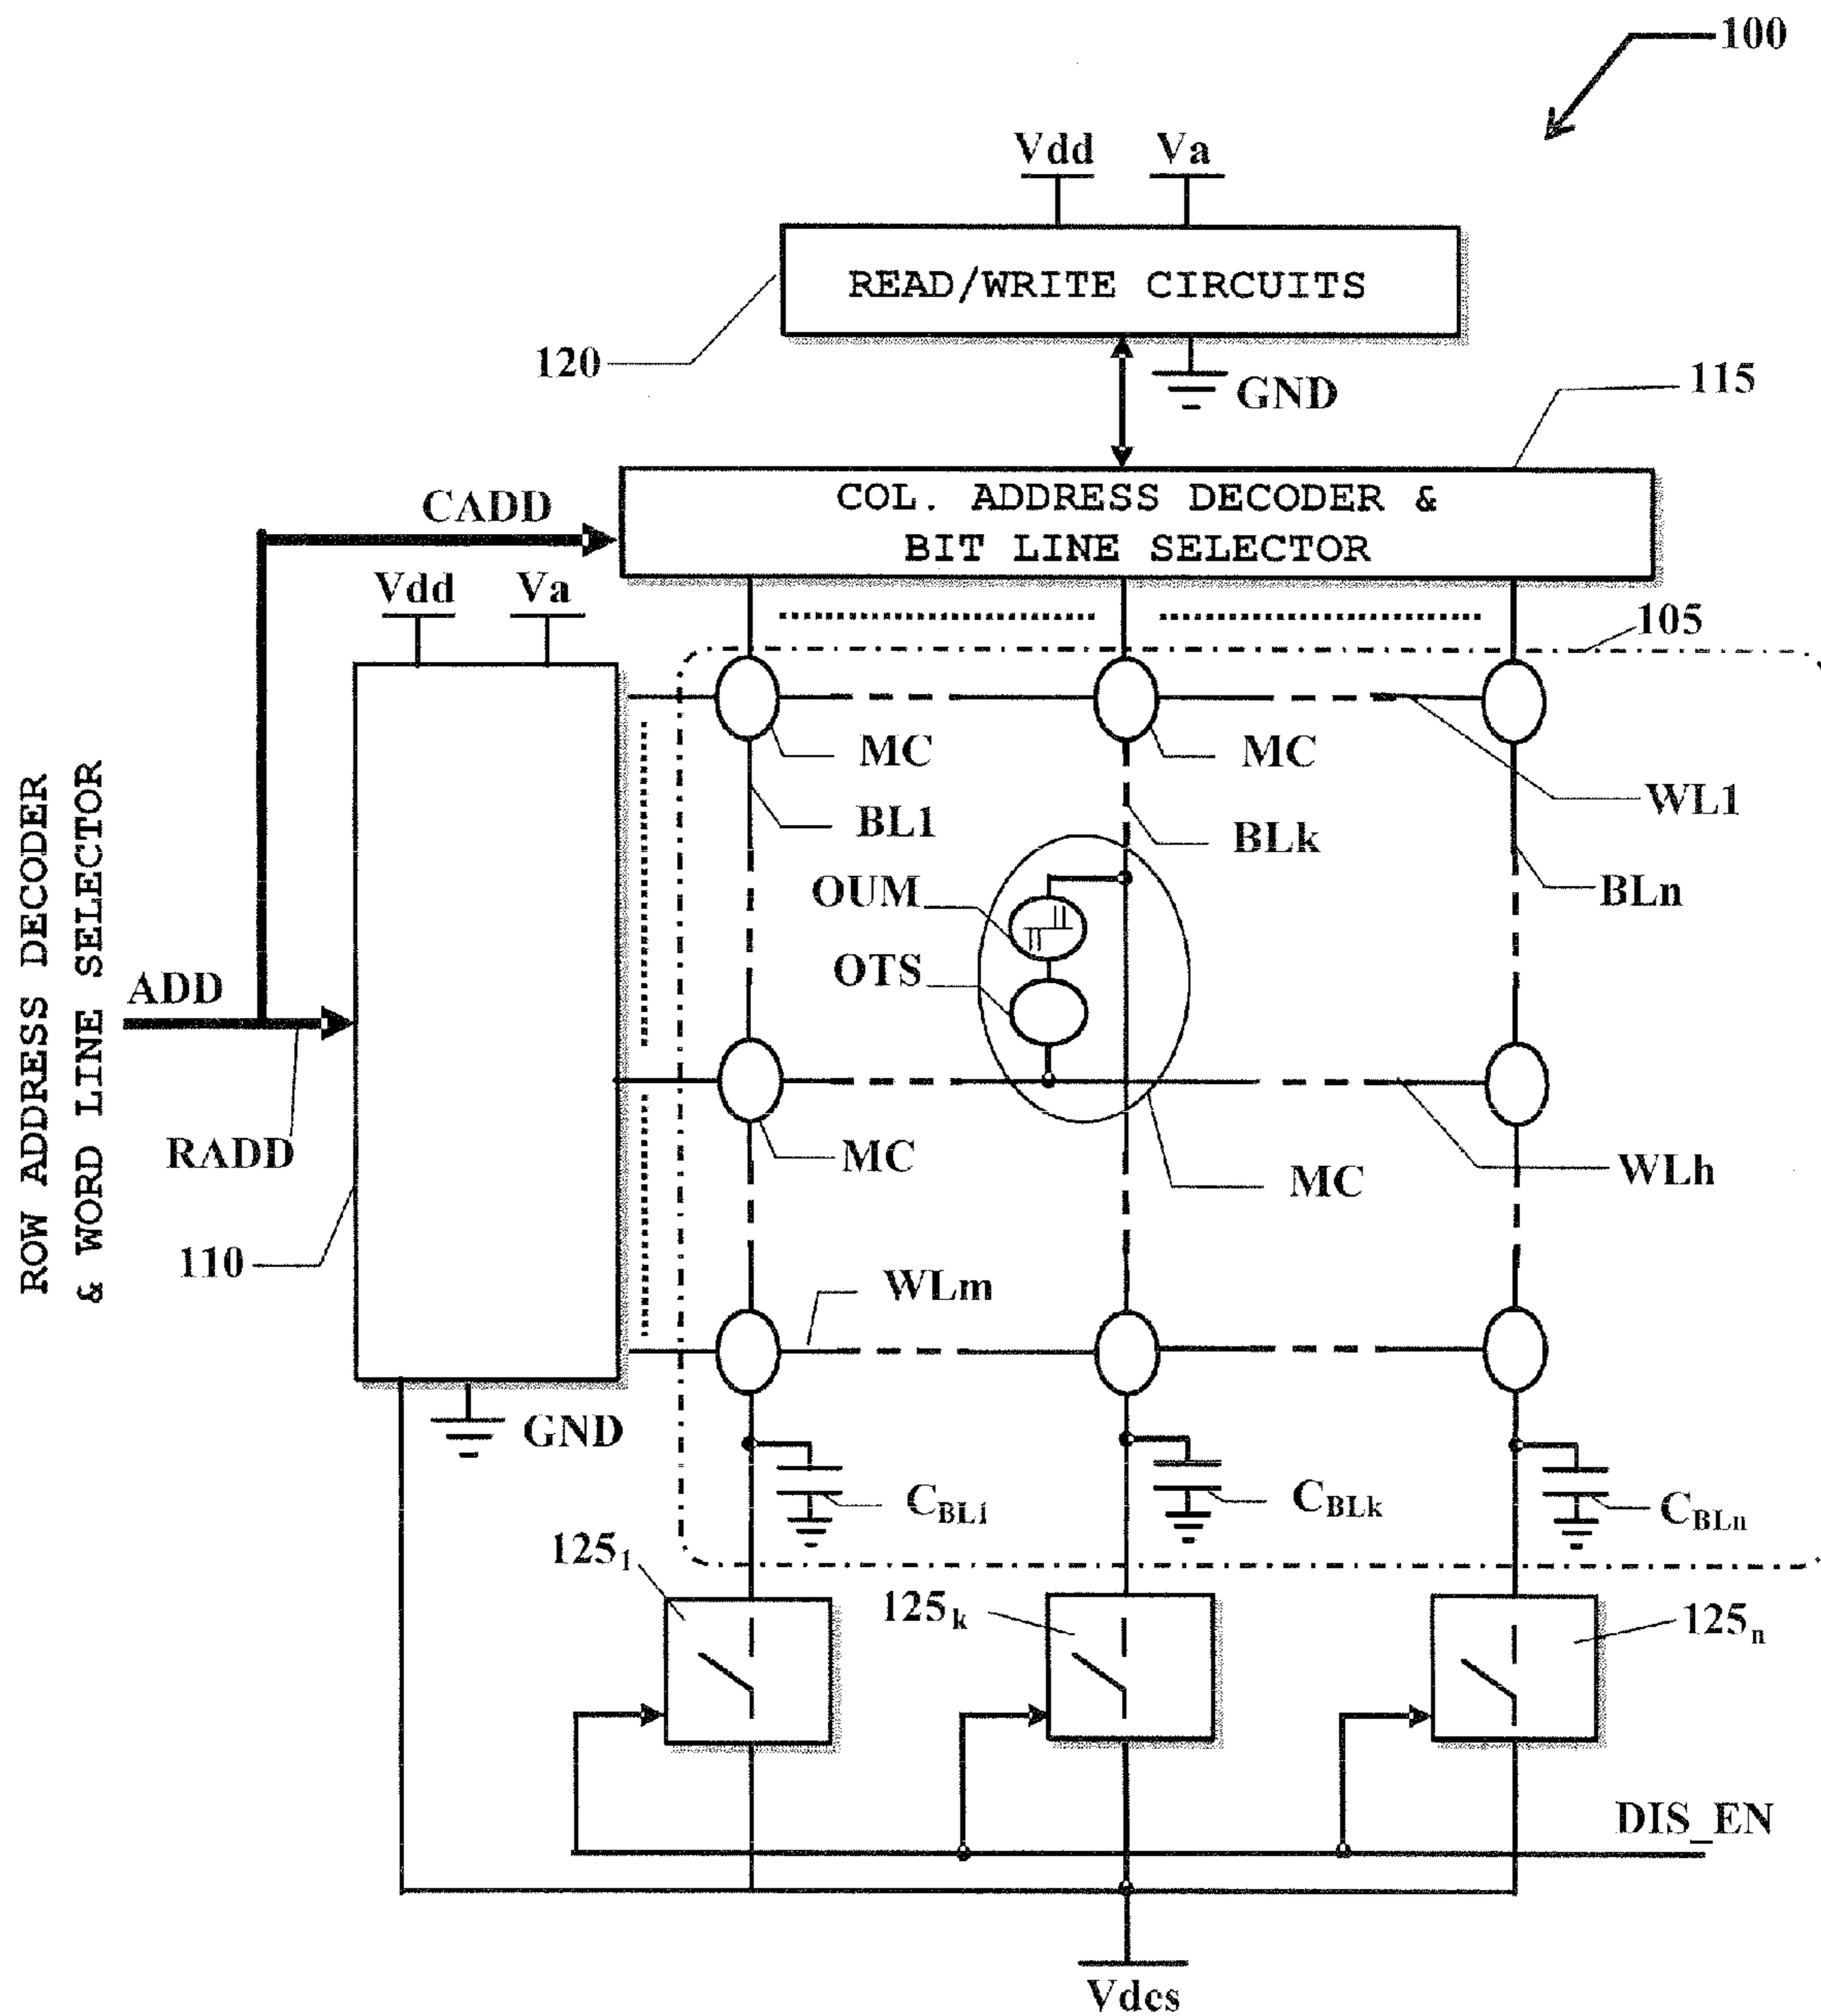 100
Vdd
Va
READ/WRITE CIRCUITS
120
GND
115
CADD
COL. ADDRESS DECODER &
BIT LINE SELECTOR
Vdd
Va
105
MC
MC
BL1
BLk
WL1
BLn
OUM
OTS
ROW ADDRESS DECODER
& WORD LINE SELECTOR
ADD
RADD
MC
MC
WLh
110
WLm
GND
CBL1
CBLk
CBLn
1251
125k
125n
DIS_EN
Vdcs